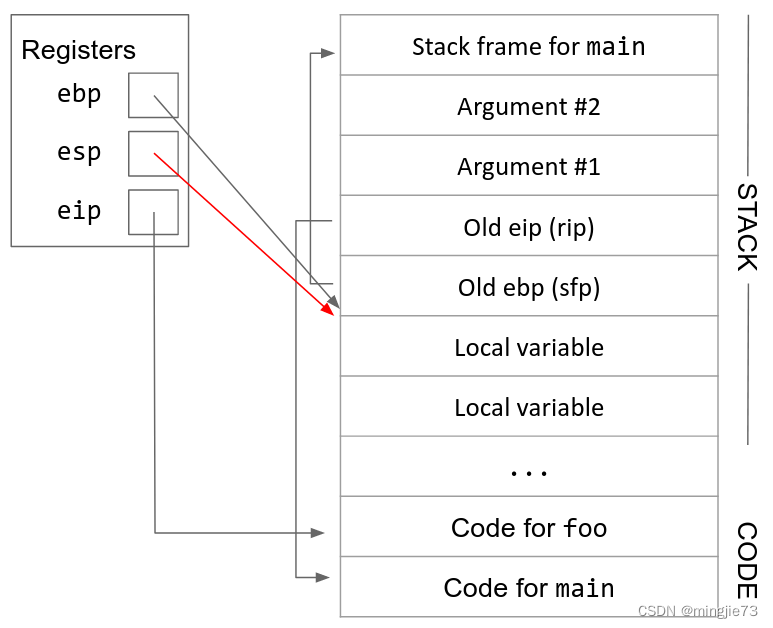 Registers
ebp
esp
eip
Stack frame for main
Argument #2
Argument #1
Old eip (rip)
Old ebp (sfp)
Local variable
Local variable
...
Code for foo
Code for main
STACK
CODE
CSDN @mingjie73